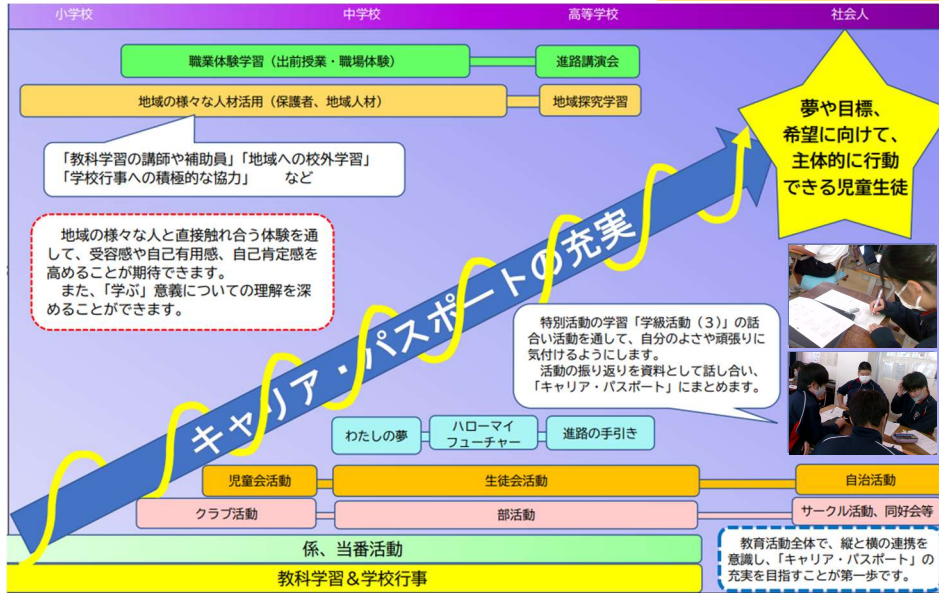 小学校
中学校
高等学校
社会人
職業体験学習（出前授業・職場体験）
進路講演会
地域の様々な人材活用（保護者、地域人材）
地域探究学習
「教科学習の講師や補助員」「地域への校外学習」
「学校行事への積極的な協力」　　など
夢や目標、
希望に向けて、
主体的に行動
できる児童生徒
地域の様々な人と直接触れ合う体験を通
して、受容感や自己有用感、自己肯定感を
高めることが期待できます。
また、「学ぶ」意義についての理解を深
めることができます。
キャリア・パスポートの充実
特別活動の学習「学級活動（３）」の話
合い活動を通して、自分のよさや頑張りに
気付けるようにします。
活動の振り返りを資料として話し合い、
「キャリア・パスポート」にまとめます。
わたしの夢
ハローマイ
フューチャー
進路の手引き
児童会活動
生徒会活動
自治活動
クラブ活動
部活動
サークル活動、同好会等
係、当番活動
教科学習＆学校行事
教育活動全体で、縦と横の連携を
意識し、「キャリア・パスポート」の
充実を目指すことが第一歩です。